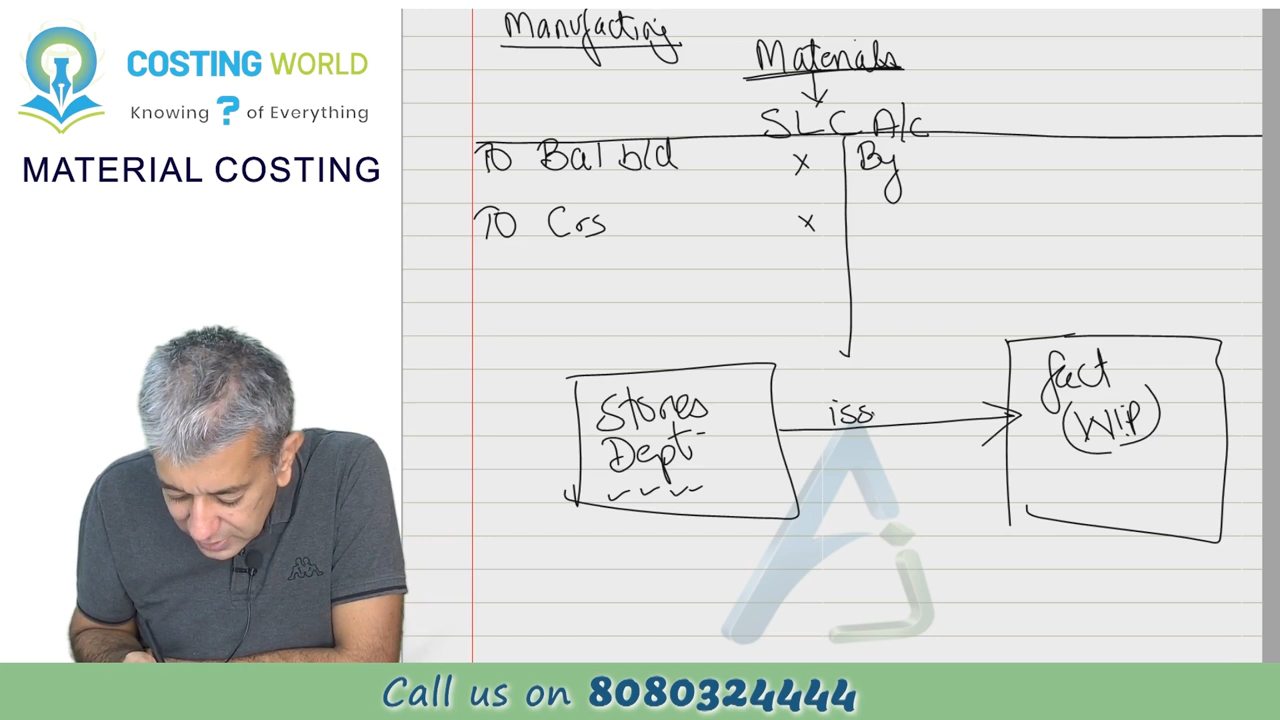 COSTING WORLD
Knowing ? of Everything
MATERIAL COSTING
Manufacting
Materials
SLC A/c
To Bal b/d x By
To Crs x
Stores
Dept
iss
fact
(WIP)
Call us on 8080324444